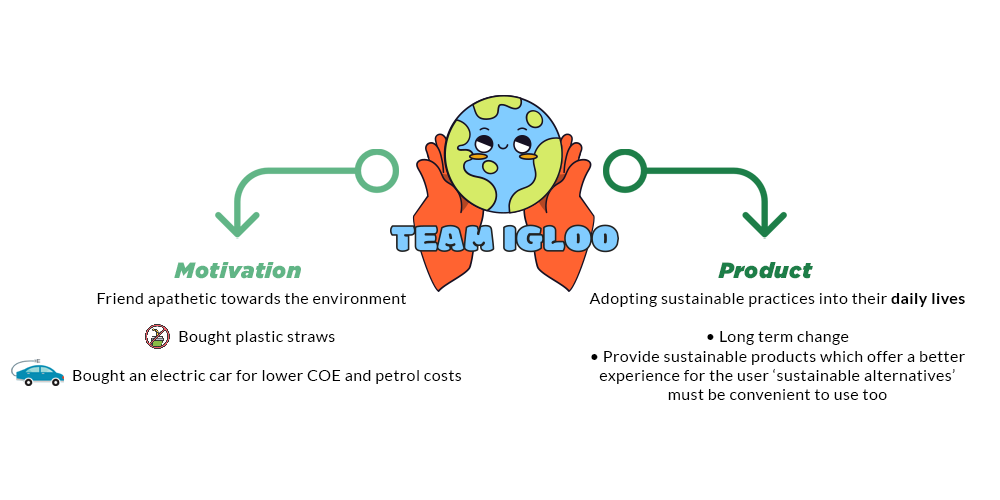 TEAM IGLOO
Motivation
Friend apathetic towards the environment
Bought plastic straws
Bought an electric car for lower COE and petrol costs
Product
Adopting sustainable practices into their daily lives
• Long term change
• Provide sustainable products which offer a better
experience for the user ‘sustainable alternatives’
must be convenient to use too